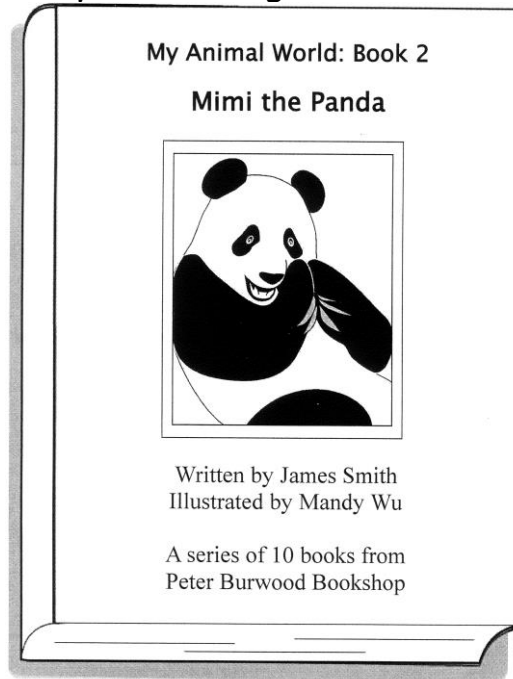 My Animal World: Book 2
Mimi the Panda
Written by James Smith
Illustrated by Mandy Wu
A series of 10 books from
Peter Burwood Bookshop